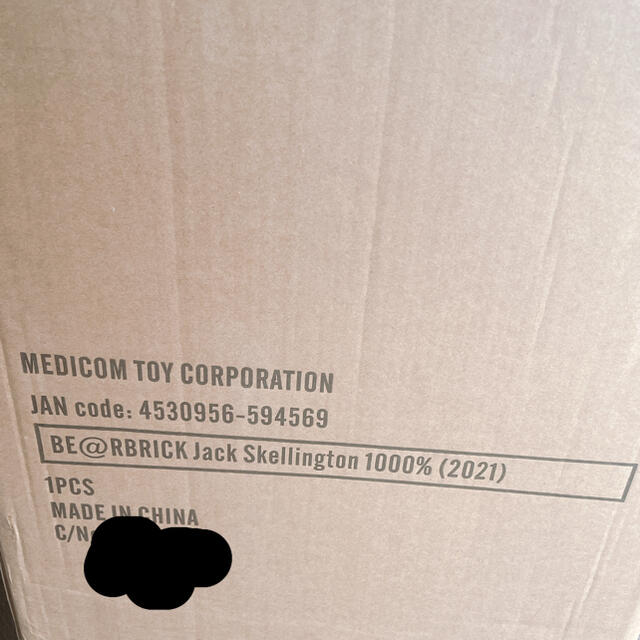 MEDICOM TOY CORPORATION
JAN code: 4530956-594569
BE@RBRICK Jack Skellington 1000% (2021)
1PCS
MADE IN CHINA
C/N